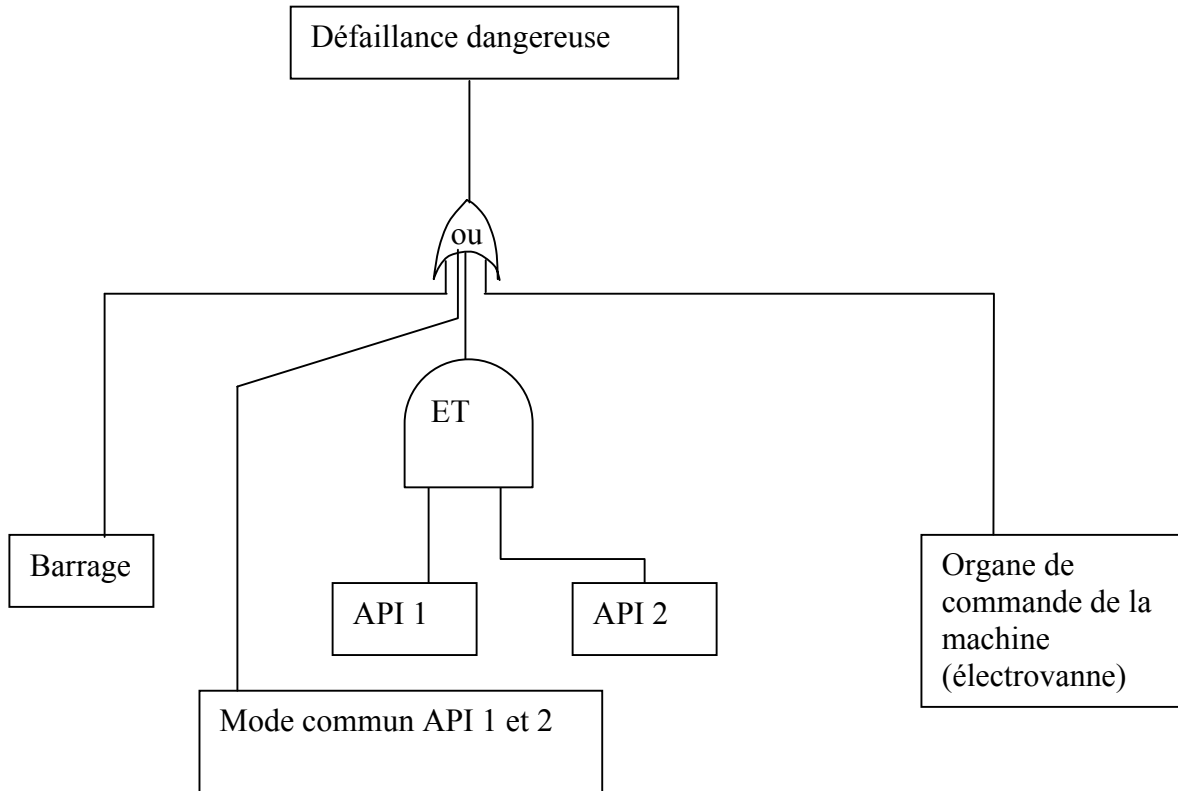 Défaillance dangereuse
ou
ET
Barrage
API 1
API 2
Organe de
commande de la
machine
(électrovanne)
Mode commun API 1 et 2